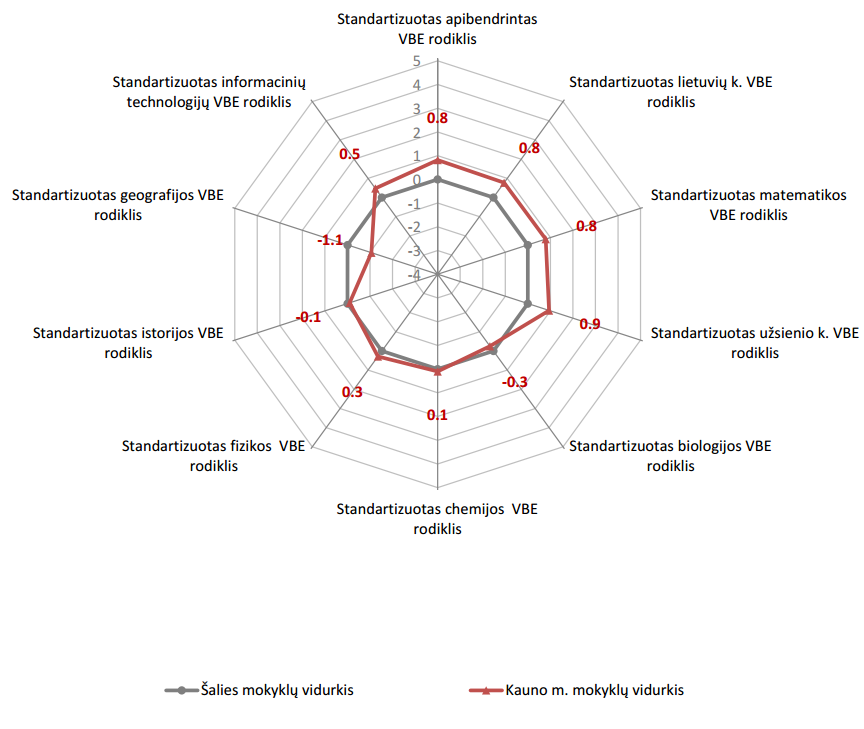 Standartizuotas apibendrintas
VBE rodiklis
Standartizuotas informacinių
technologijų VBE rodiklis
Standartizuotas lietuvių k. VBE
rodiklis
5
4
3
2
1
0
-1
-2
-3
-4
0.8
0.8
0.5
Standartizuotas geografijos VBE
rodiklis
Standartizuotas matematikos
VBE rodiklis
0.8
-1.1
Standartizuotas istorijos VBE
rodiklis
-0.1
0.9
Standartizuotas užsienio k. VBE
rodiklis
0.3
0.1
-0.3
Standartizuotas fizikos VBE
rodiklis
Standartizuotas biologijos VBE
rodiklis
Standartizuotas chemijos VBE
rodiklis
Šalies mokyklų vidurkis
Kauno m. mokyklų vidurkis